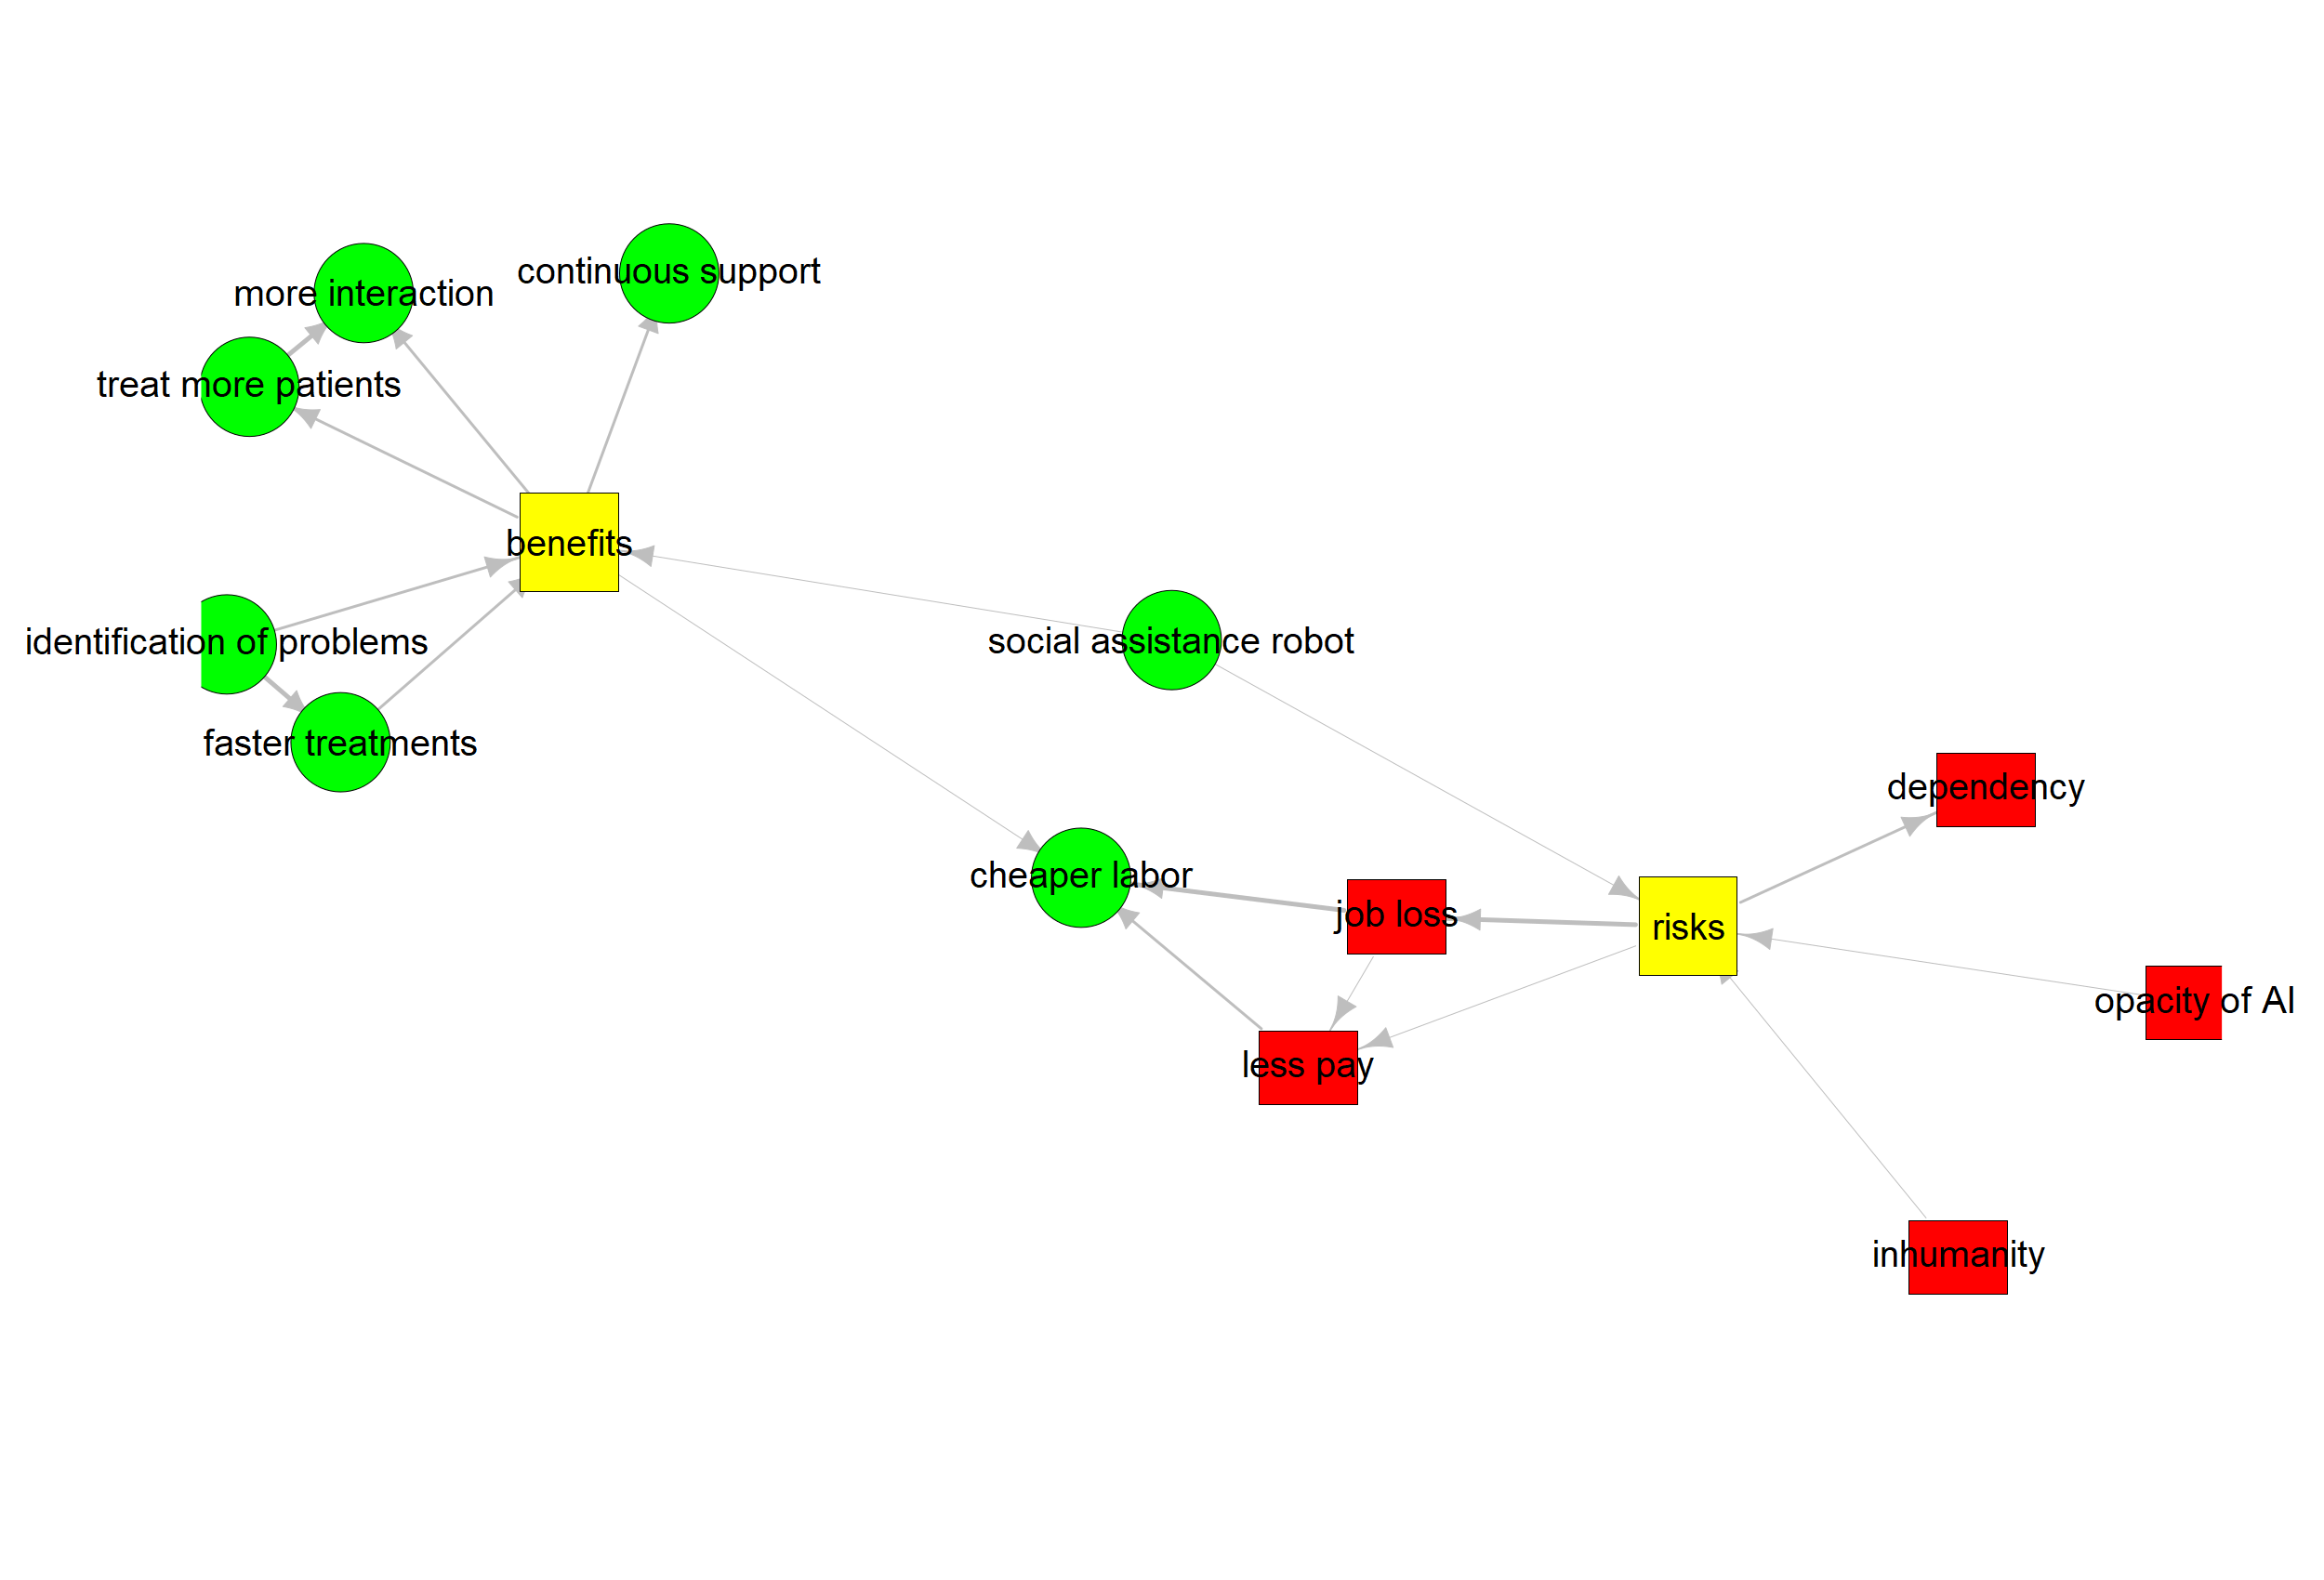 continuous support
more interaction
treat more patients
benefits
identification of problems
social assistance robot
faster treatments
dependency
cheaper labor
job loss
risks
opacity of AI
less pay
inhumanity